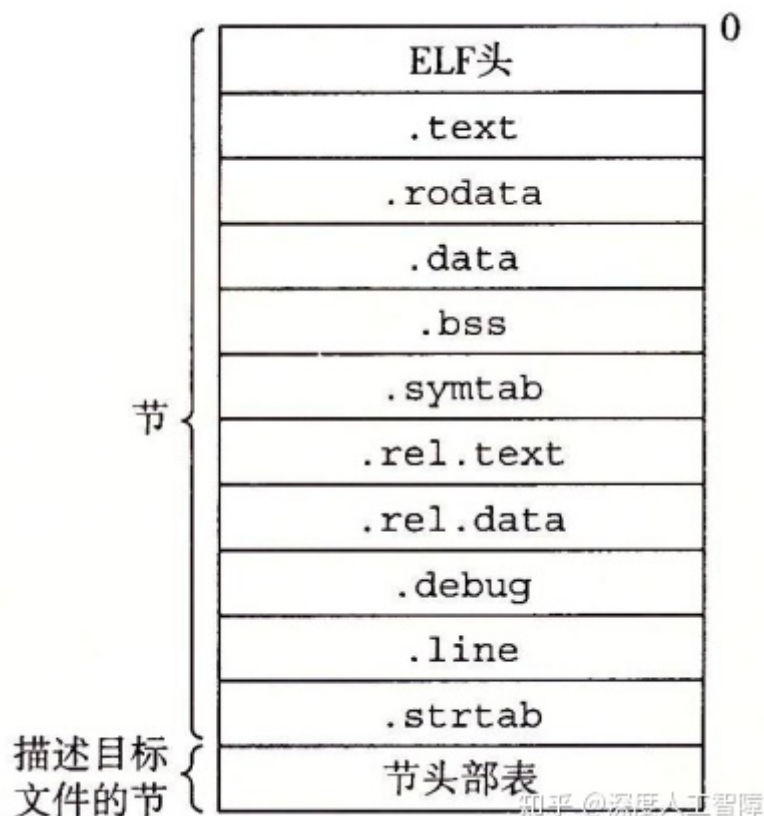 0
ELF头
.text
.rodata
.data
.bss
节
.symtab
.rel.text
.rel.data
.debug
.line
.strtab
描述目标
文件的节
节头部表
知乎 @深度人工智障